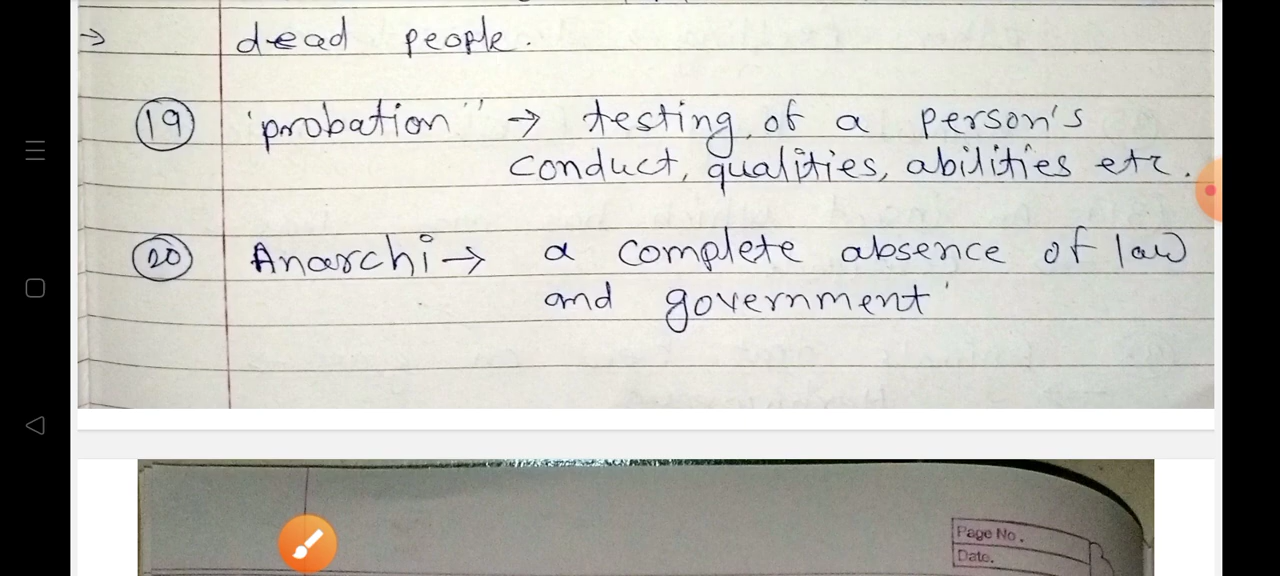 → dead people.
(19) 'probation'' → testing of a person's
conduct, qualities, abilities etc.
(20) Anarchi → a complete absence of law
and government'
Page No.
Date.